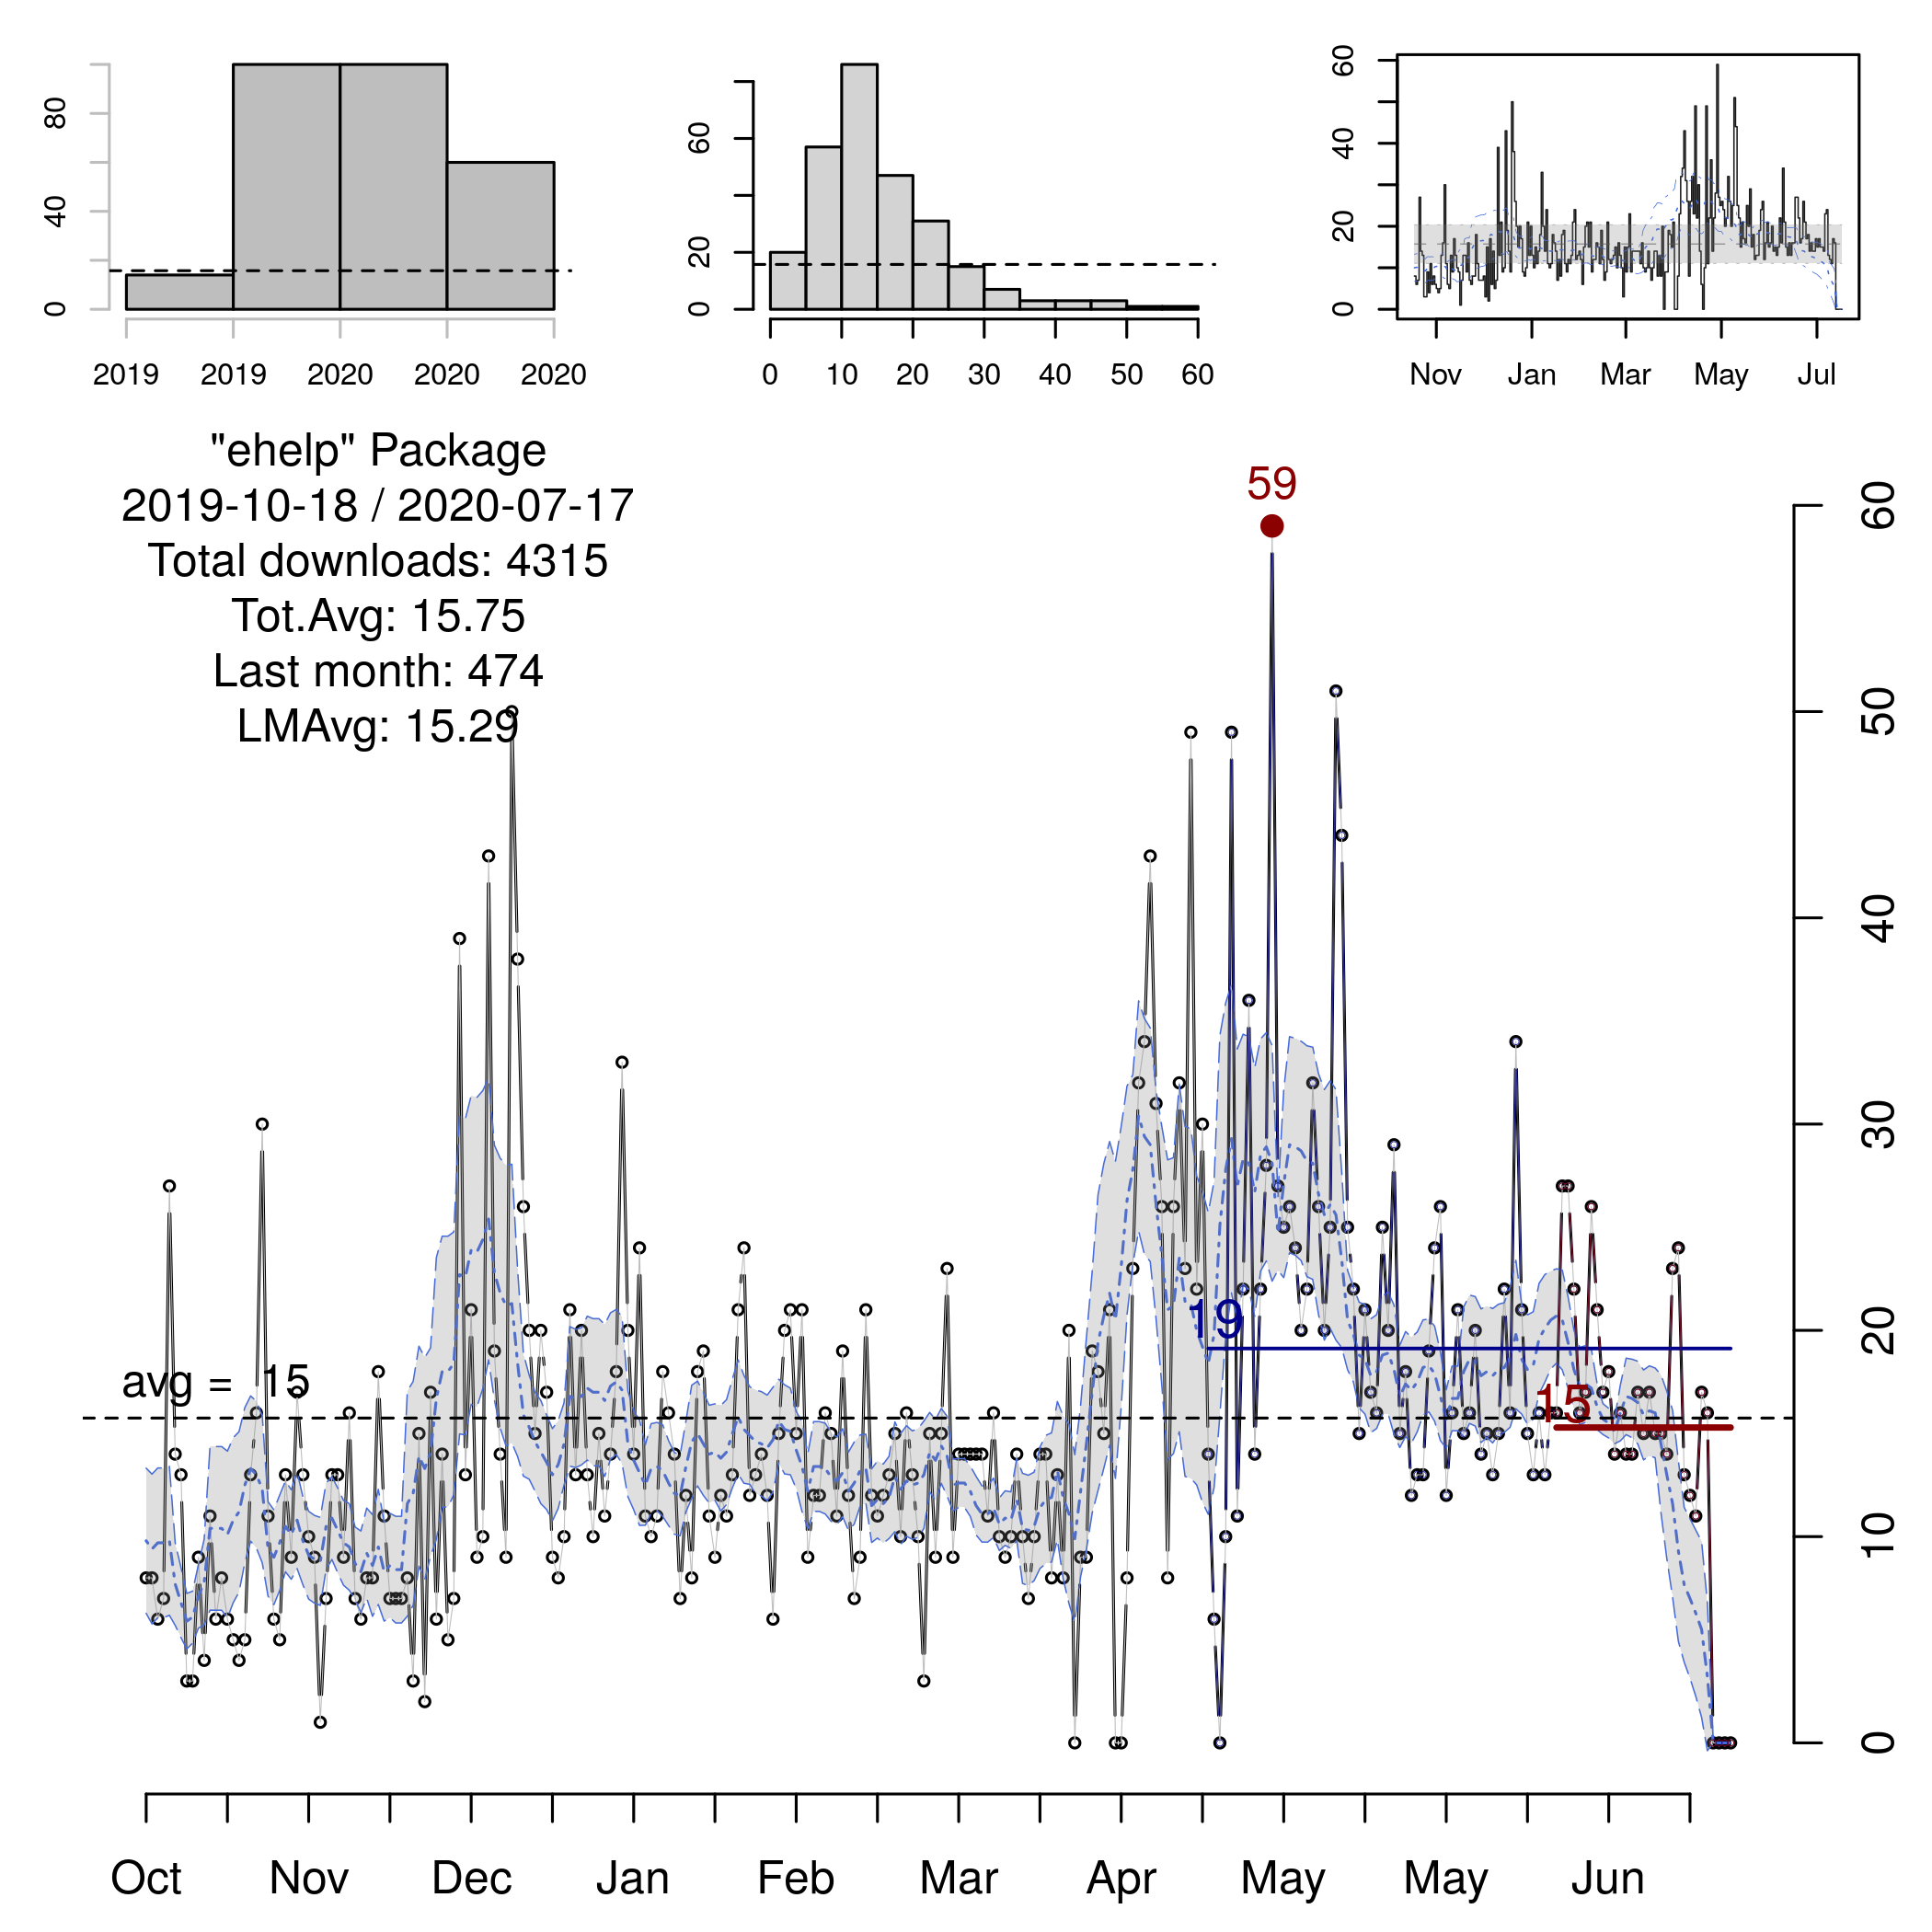 80
40
0
2019 2019 2020 2020 2020
60
20
0
0 10 20 30 40 50 60
60
40
20
0
Nov Jan Mar May Jul
"ehelp" Package
2019-10-18 / 2020-07-17
Total downloads: 4315
Tot.Avg: 15.75
Last month: 474
LMAvg: 15.29
59
19
avg = 15
15
60
50
40
30
20
10
0
Oct Nov Dec Jan Feb Mar Apr May May Jun